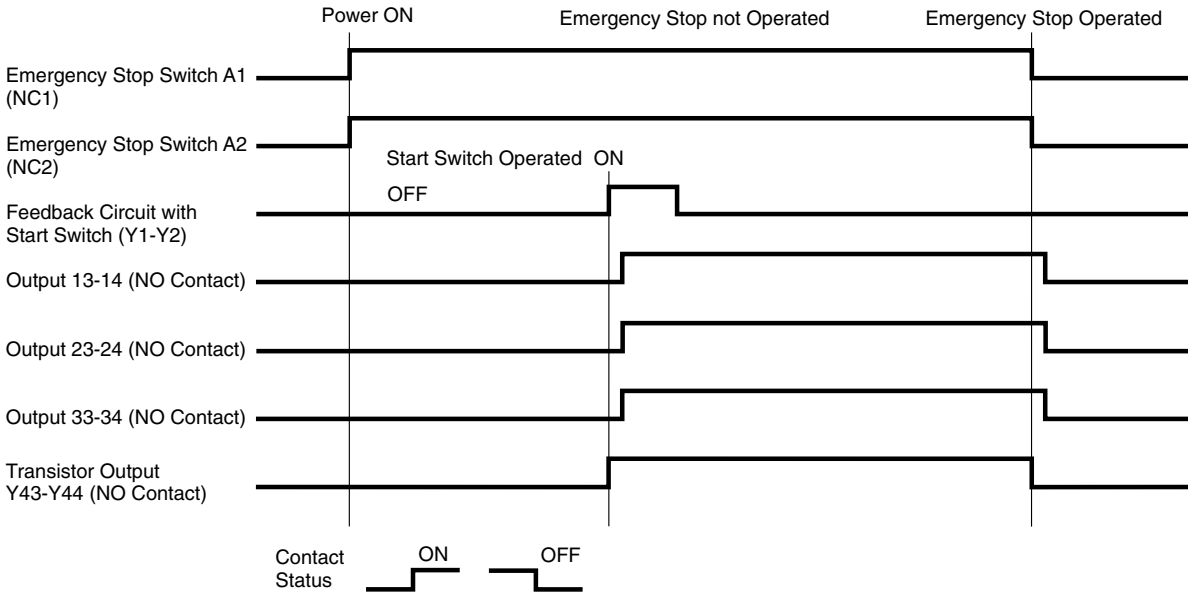 Power ON
Emergency Stop not Operated
Emergency Stop Operated
Emergency Stop Switch A1
(NC1)
Emergency Stop Switch A2
(NC2)
Start Switch Operated ON
OFF
Feedback Circuit with
Start Switch (Y1-Y2)
Output 13-14 (NO Contact)
Output 23-24 (NO Contact)
Output 33-34 (NO Contact)
Transistor Output
Y43-Y44 (NO Contact)
Contact
Status
ON
OFF